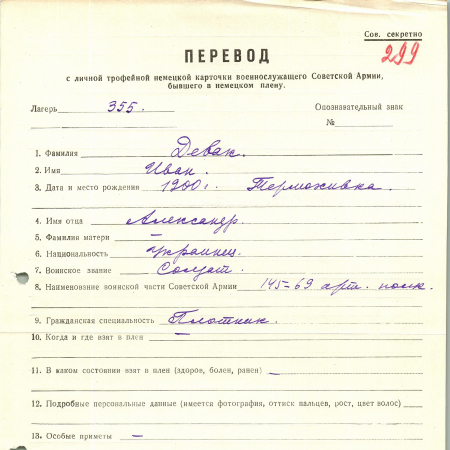 Сов. секретно
299
ПЕРЕВОД
с личной трофейной немецкой карточки военнослужащего Советской Армии,
бывшего в немецком плену.
Лагерь 355. Опознавательный знак
№
1. Фамилия Девак.
2. Имя Иван.
3. Дата и место рождения 1900 г. Терможивка.
4. Имя отца Александр.
5. Фамилия матери —
6. Национальность Украинец.
7. Воинское звание Солдат.
8. Наименование воинской части Советской Армии 145=69 арт. полк.
9. Гражданская специальность Плотник.
10. Когда и где взят в плен —
11. В каком состоянии взят в плен (здоров, болен, ранен) —
12. Подробные персональные данные (имеется фотография, оттиск пальцев, рост, цвет волос)
13. Особые приметы —